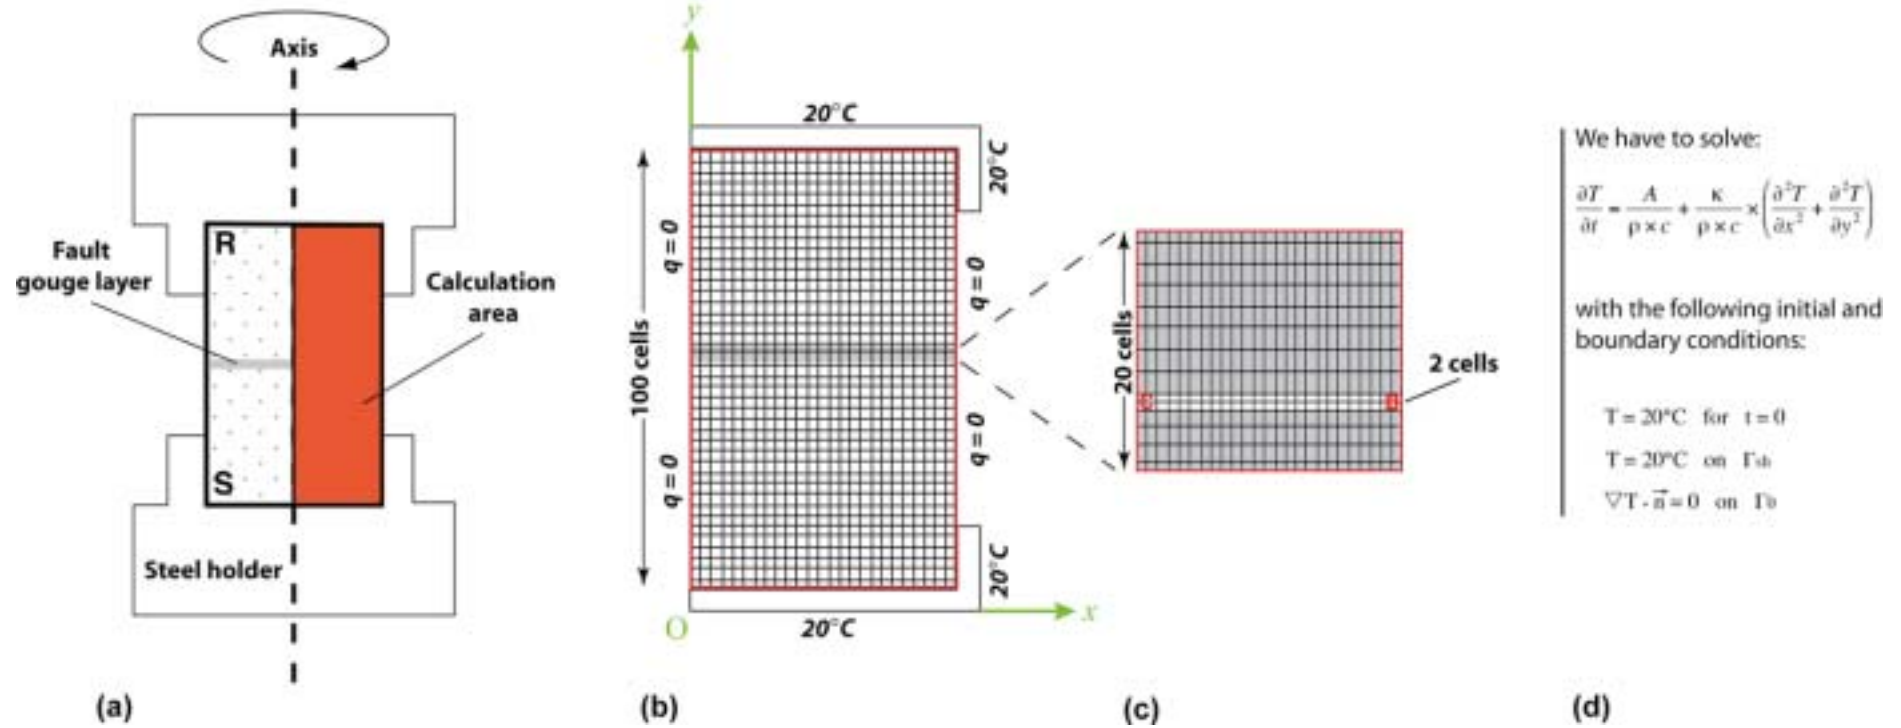 Axis
R
Fault
gouge layer
Calculation
area
S
Steel holder
(a)
y
20°C
20°C
q = 0
q = 0
100 cells
q = 0
q = 0
20°C
O
x
20°C
(b)
20 cells
2 cells
(c)
We have to solve:
∂T/∂t = A/(ρ × c) + κ/(ρ × c) × (∂²T/∂x² + ∂²T/∂y²)
with the following initial and
boundary conditions:
T = 20°C for t = 0
T = 20°C on Γsh
▽T · n⃗ = 0 on Γb
(d)